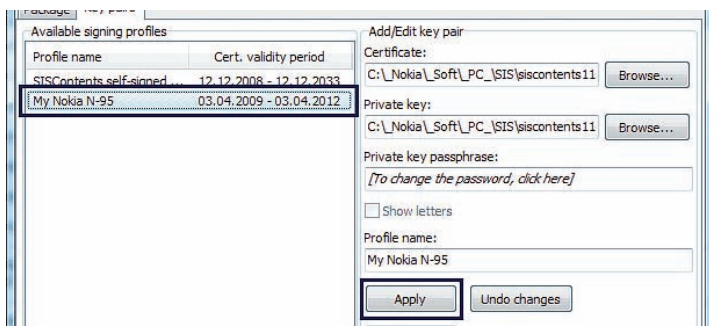 Package Key pairs
Available signing profiles
Profile name Cert. validity period
SISContents self-signed ... 12.12.2008 - 12.12.2033
My Nokia N-95 03.04.2009 - 03.04.2012
Add/Edit key pair
Certificate:
C:\_Nokia\_Soft\_PC_\SIS\siscontents11 Browse...
Private key:
C:\_Nokia\_Soft\_PC_\SIS\siscontents11 Browse...
Private key passphrase:
[To change the password, click here]
Show letters
Profile name:
My Nokia N-95
Apply Undo changes